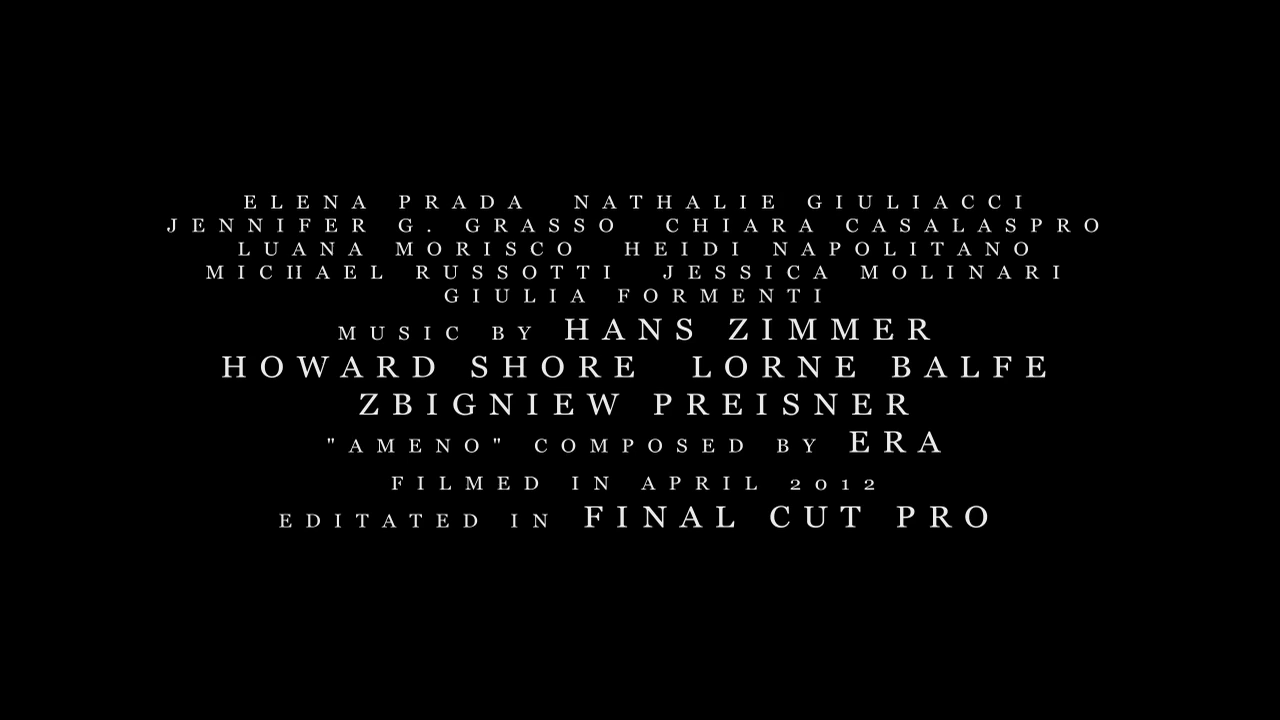 ELENA PRADA NATHALIE GIULIACCI
JENNIFER G. GRASSO CHIARA CASALASPRO
LUANA MORISCO HEIDI NAPOLITANO
MICHAEL RUSSOTTI JESSICA MOLINARI
GIULIA FORMENTI
MUSIC BY HANS ZIMMER
HOWARD SHORE LORNE BALFE
ZBIGNIEW PREISNER
"AMENO" COMPOSED BY ERA
FILMED IN APRIL 2012
EDITATED IN FINAL CUT PRO